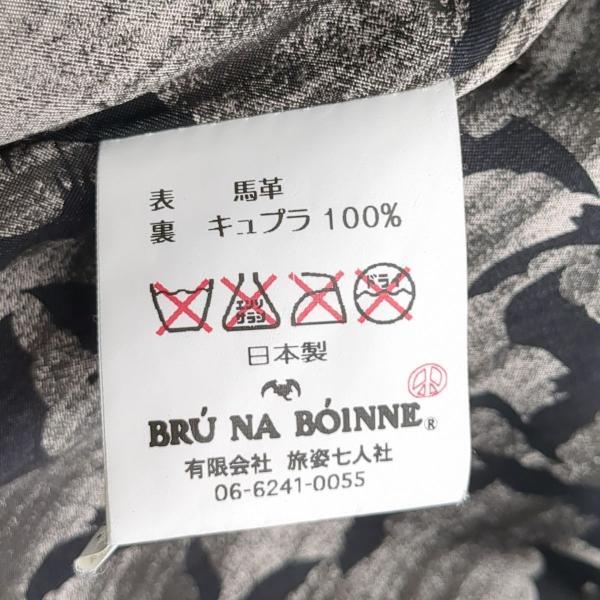 表 馬革
裏 キュプラ 100%
エンソ サラシ ドライ
日本製
BRÚ NA BÓINNE®
有限会社 旅姿七人社
06-6241-0055